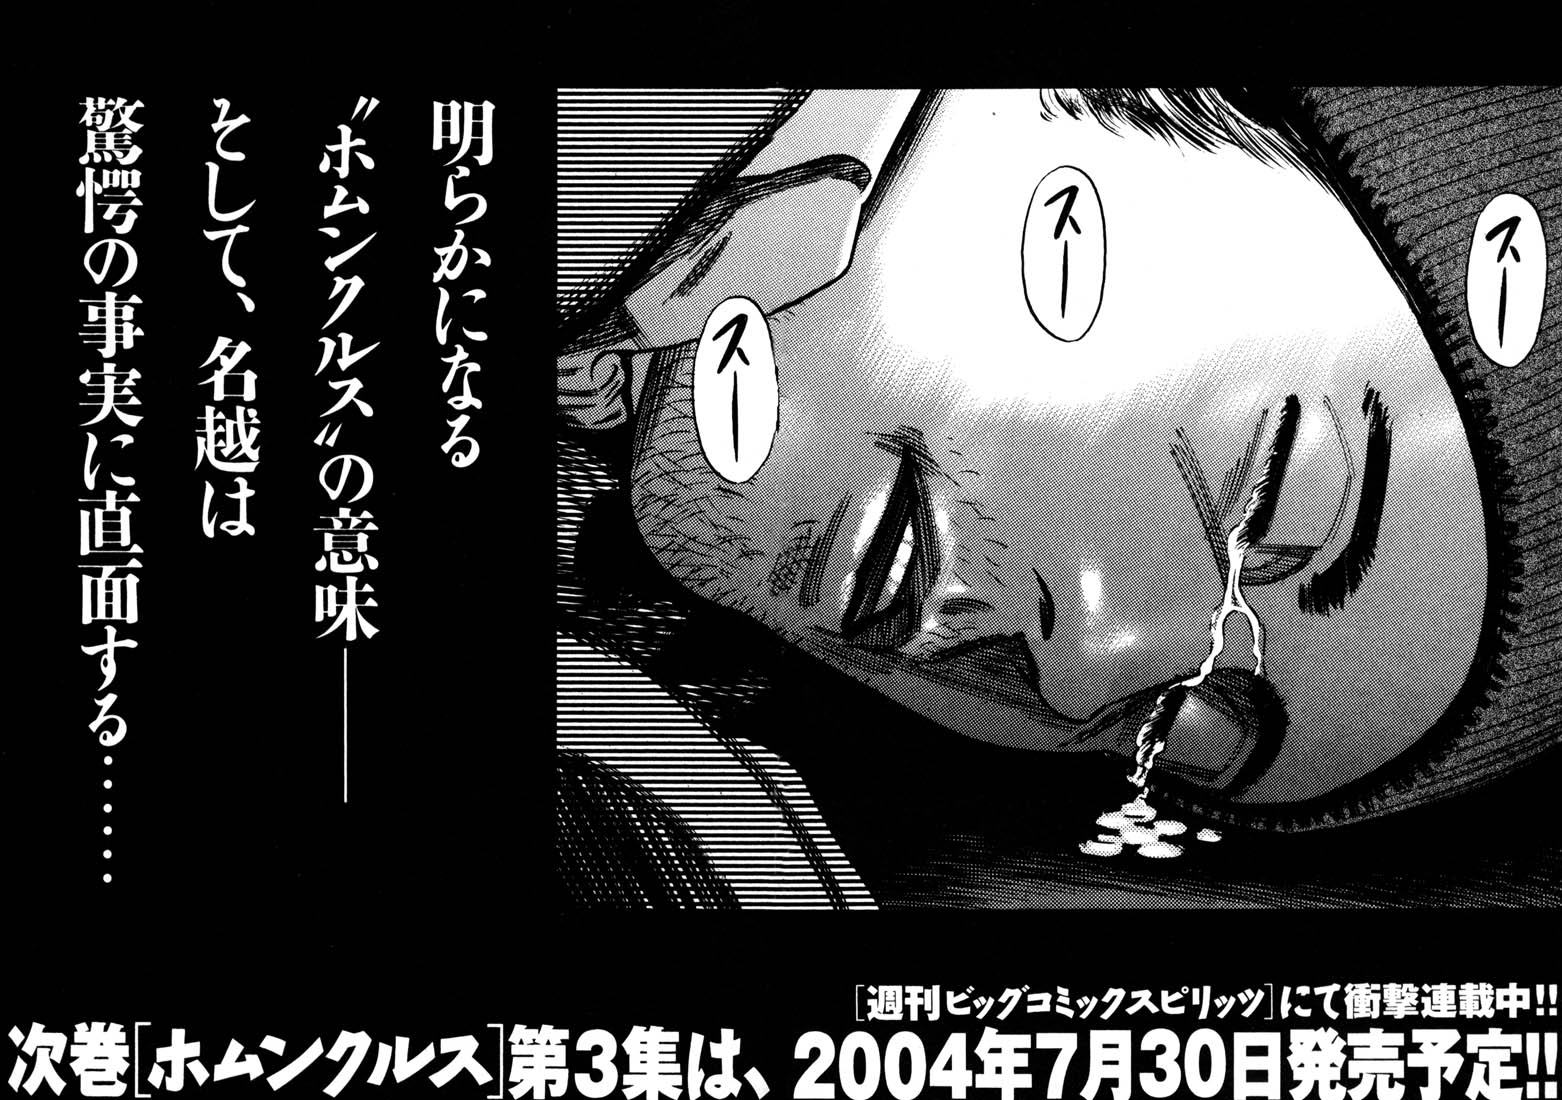 スー
スー
スー
明らかになる
〝ホムンクルス〟の意味――
そして、名越は
驚愕の事実に直面する………
[週刊ビッグコミックスピリッツ]にて衝撃連載中!!
次巻[ホムンクルス]第3集は、2004年7月30日発売予定!!